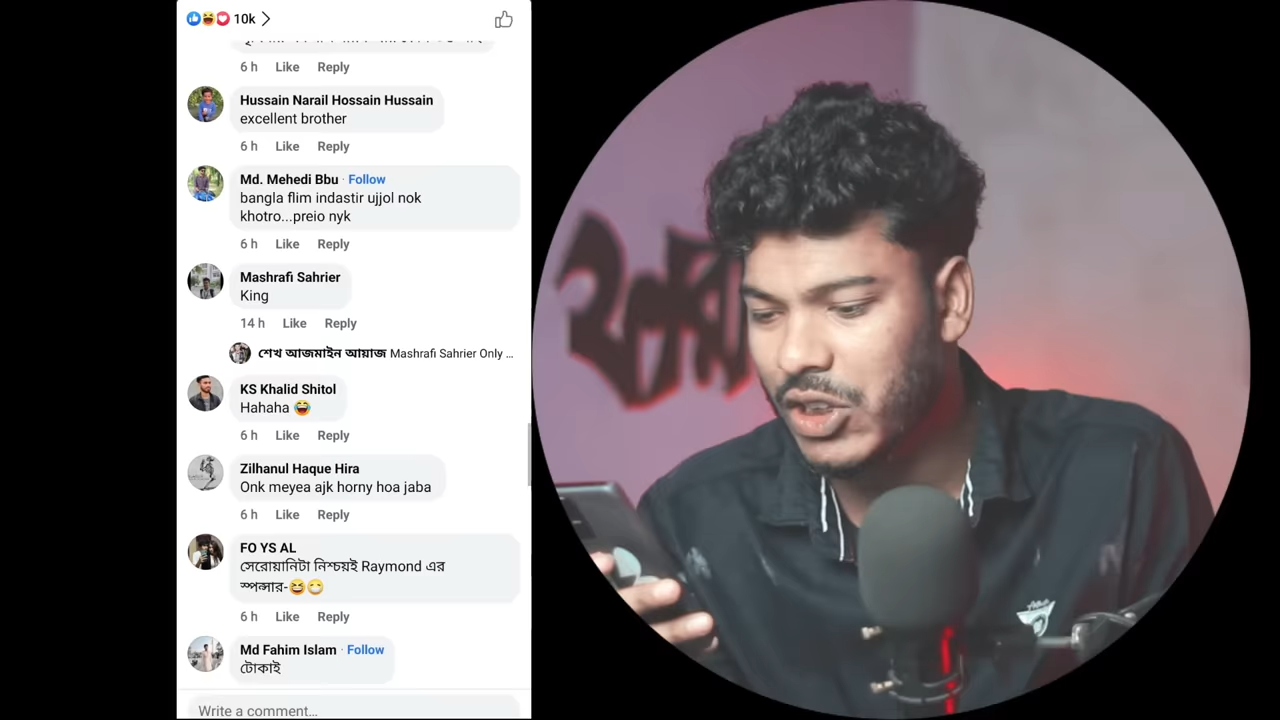 10k
6 h Like Reply
Hussain Narail Hossain Hussain
excellent brother
6 h Like Reply
Md. Mehedi Bbu · Follow
bangla flim indastir ujjol nok
khotro...preio nyk
6 h Like Reply
Mashrafi Sahrier
King
14 h Like Reply
শেখ আজমাইন আয়াজ Mashrafi Sahrier Only ...
KS Khalid Shitol
Hahaha 😂
6 h Like Reply
Zilhanul Haque Hira
Onk meyea ajk horny hoa jaba
6 h Like Reply
FO YS AL
সেরোয়ানিটা নিশ্চয়ই Raymond এর
স্পন্সার-😆😁
6 h Like Reply
Md Fahim Islam · Follow
টোকাই
Write a comment...